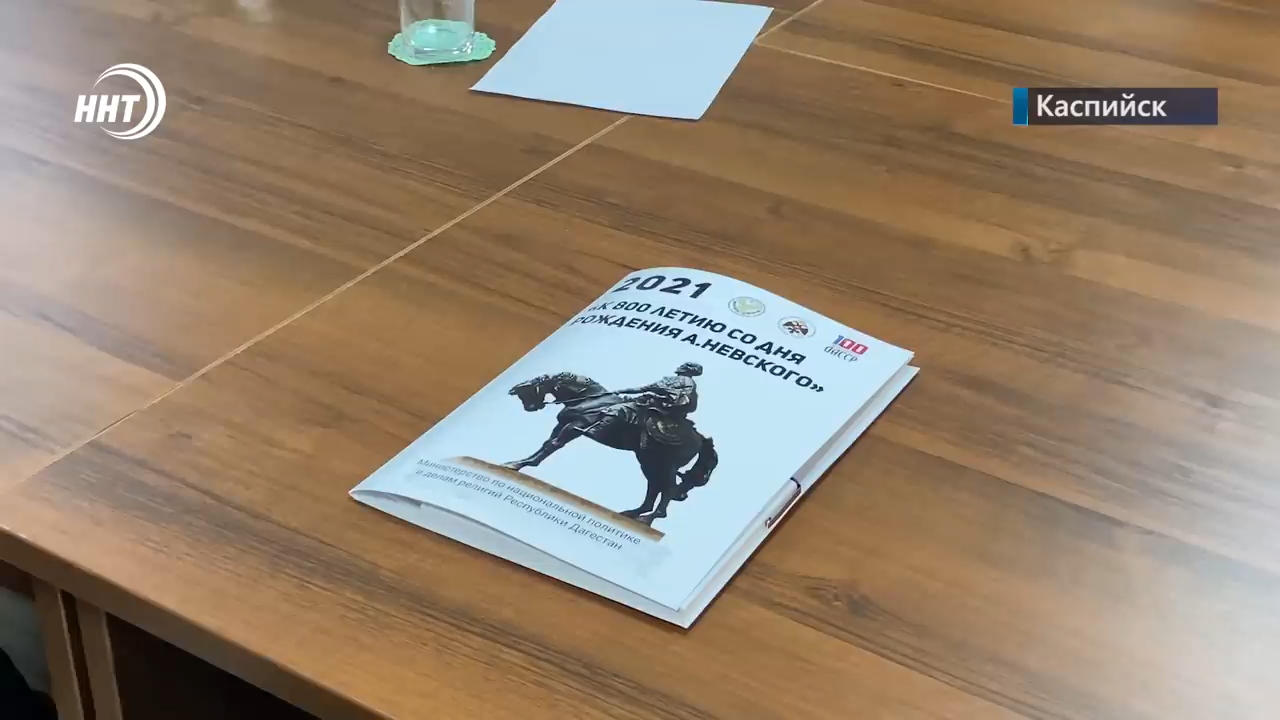 ННТ
Каспийск
2021
«К 800 ЛЕТИЮ СО ДНЯ
РОЖДЕНИЯ А.НЕВСКОГО»
100
ДАССР
Министерство по национальной политике
и делам религий Республики Дагестан